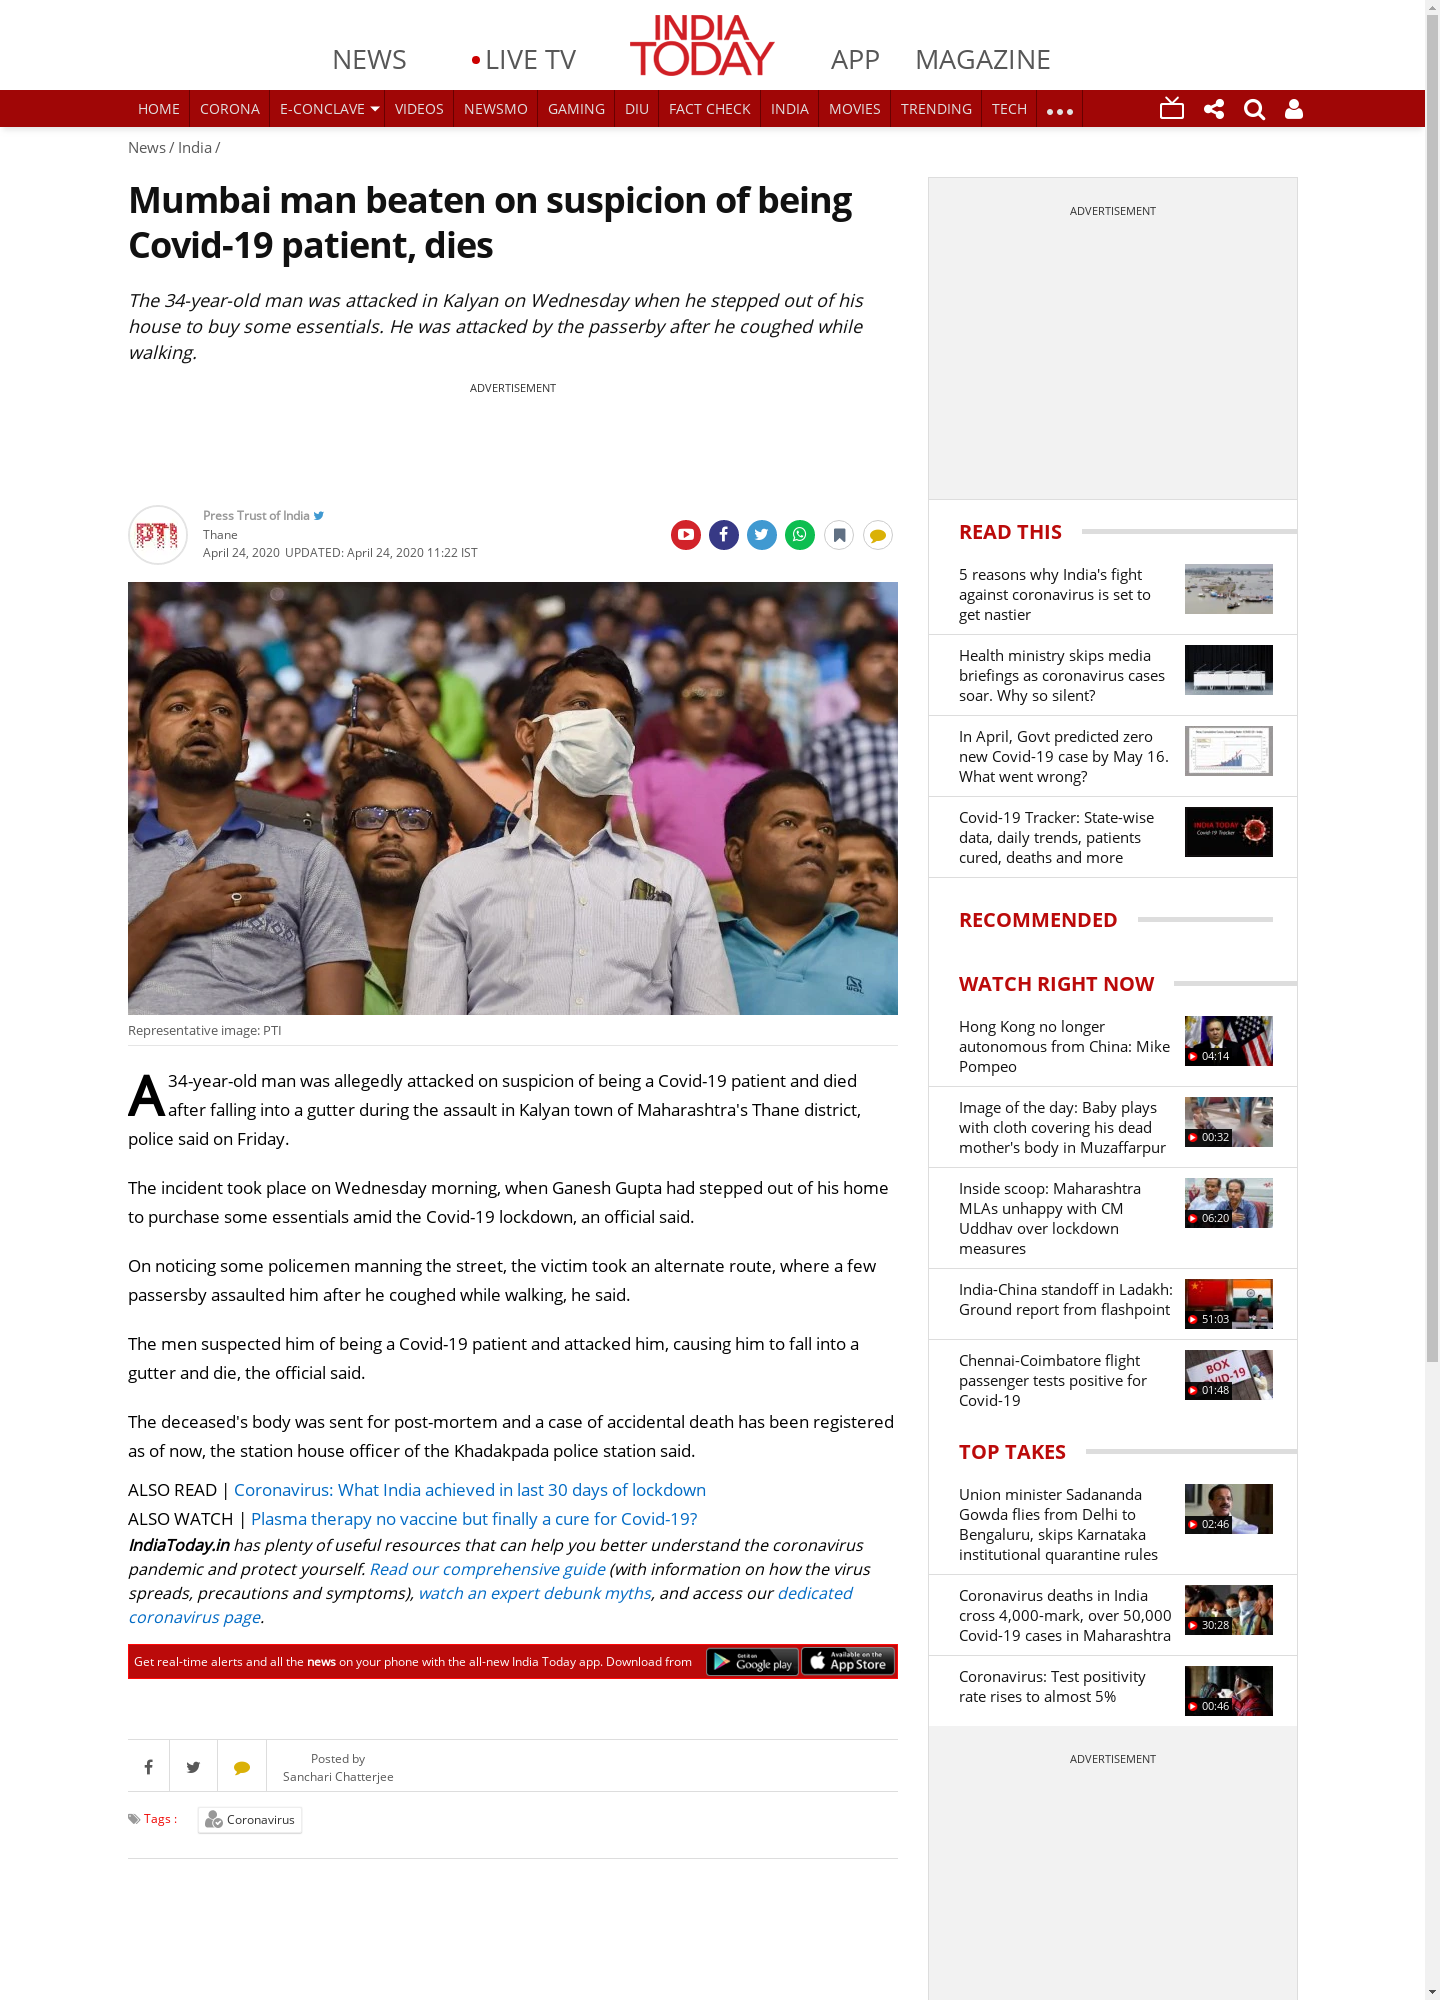 NEWS
LIVE TV
INDIA
TODAY
APP
MAGAZINE
HOME CORONA E-CONCLAVE VIDEOS NEWSMO GAMING DIU FACT CHECK INDIA MOVIES TRENDING TECH
News / India /
Mumbai man beaten on suspicion of being
Covid-19 patient, dies
The 34-year-old man was attacked in Kalyan on Wednesday when he stepped out of his
house to buy some essentials. He was attacked by the passerby after he coughed while
walking.
ADVERTISEMENT
PTI
Press Trust of India
Thane
April 24, 2020 UPDATED: April 24, 2020 11:22 IST
Representative image: PTI
A 34-year-old man was allegedly attacked on suspicion of being a Covid-19 patient and died
after falling into a gutter during the assault in Kalyan town of Maharashtra's Thane district,
police said on Friday.
The incident took place on Wednesday morning, when Ganesh Gupta had stepped out of his home
to purchase some essentials amid the Covid-19 lockdown, an official said.
On noticing some policemen manning the street, the victim took an alternate route, where a few
passersby assaulted him after he coughed while walking, he said.
The men suspected him of being a Covid-19 patient and attacked him, causing him to fall into a
gutter and die, the official said.
The deceased's body was sent for post-mortem and a case of accidental death has been registered
as of now, the station house officer of the Khadakpada police station said.
ALSO READ | Coronavirus: What India achieved in last 30 days of lockdown
ALSO WATCH | Plasma therapy no vaccine but finally a cure for Covid-19?
IndiaToday.in has plenty of useful resources that can help you better understand the coronavirus
pandemic and protect yourself. Read our comprehensive guide (with information on how the virus
spreads, precautions and symptoms), watch an expert debunk myths, and access our dedicated
coronavirus page.
Get real-time alerts and all the news on your phone with the all-new India Today app. Download from
Get it on
Google play
Available on the
App Store
Posted by
Sanchari Chatterjee
Tags :
Coronavirus
ADVERTISEMENT
READ THIS
5 reasons why India's fight
against coronavirus is set to
get nastier
Health ministry skips media
briefings as coronavirus cases
soar. Why so silent?
In April, Govt predicted zero
new Covid-19 case by May 16.
What went wrong?
Covid-19 Tracker: State-wise
data, daily trends, patients
cured, deaths and more
INDIA TODAY
Covid-19 Tracker
RECOMMENDED
WATCH RIGHT NOW
Hong Kong no longer
autonomous from China: Mike
Pompeo
04:14
Image of the day: Baby plays
with cloth covering his dead
mother's body in Muzaffarpur
00:32
Inside scoop: Maharashtra
MLAs unhappy with CM
Uddhav over lockdown
measures
06:20
India-China standoff in Ladakh:
Ground report from flashpoint
51:03
Chennai-Coimbatore flight
passenger tests positive for
Covid-19
BOX
01:48
TOP TAKES
Union minister Sadananda
Gowda flies from Delhi to
Bengaluru, skips Karnataka
institutional quarantine rules
02:46
Coronavirus deaths in India
cross 4,000-mark, over 50,000
Covid-19 cases in Maharashtra
30:28
Coronavirus: Test positivity
rate rises to almost 5%
00:46
ADVERTISEMENT